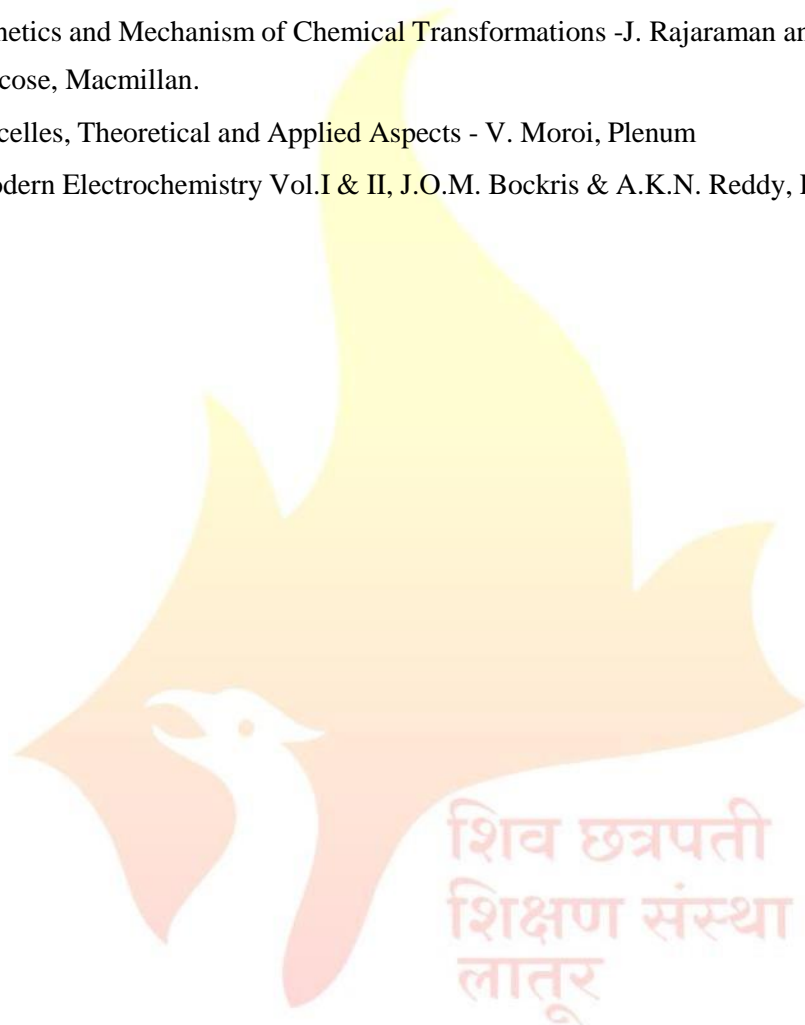 netics and Mechanism of Chemical Transformations -J. Rajaraman an
cose, Macmillan.
celles, Theoretical and Applied Aspects - V. Moroi, Plenum
odern Electrochemistry Vol.I & II, J.O.M. Bockris & A.K.N. Reddy,
शिव छत्रपती
शिक्षण संस्था
लातूर